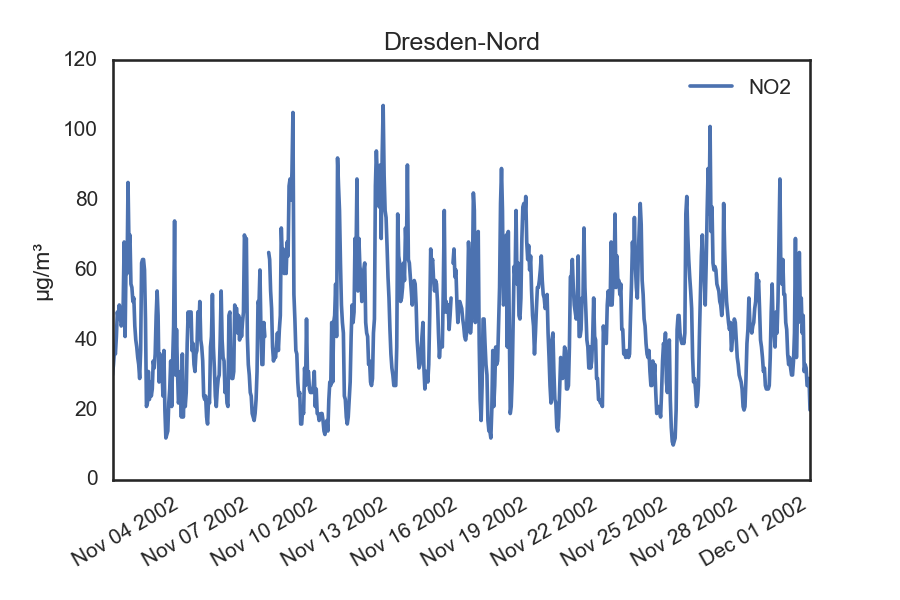 Dresden-Nord
120
100
80
60
40
20
0
µg/m³
NO2
Nov 04 2002
Nov 07 2002
Nov 10 2002
Nov 13 2002
Nov 16 2002
Nov 19 2002
Nov 22 2002
Nov 25 2002
Nov 28 2002
Dec 01 2002